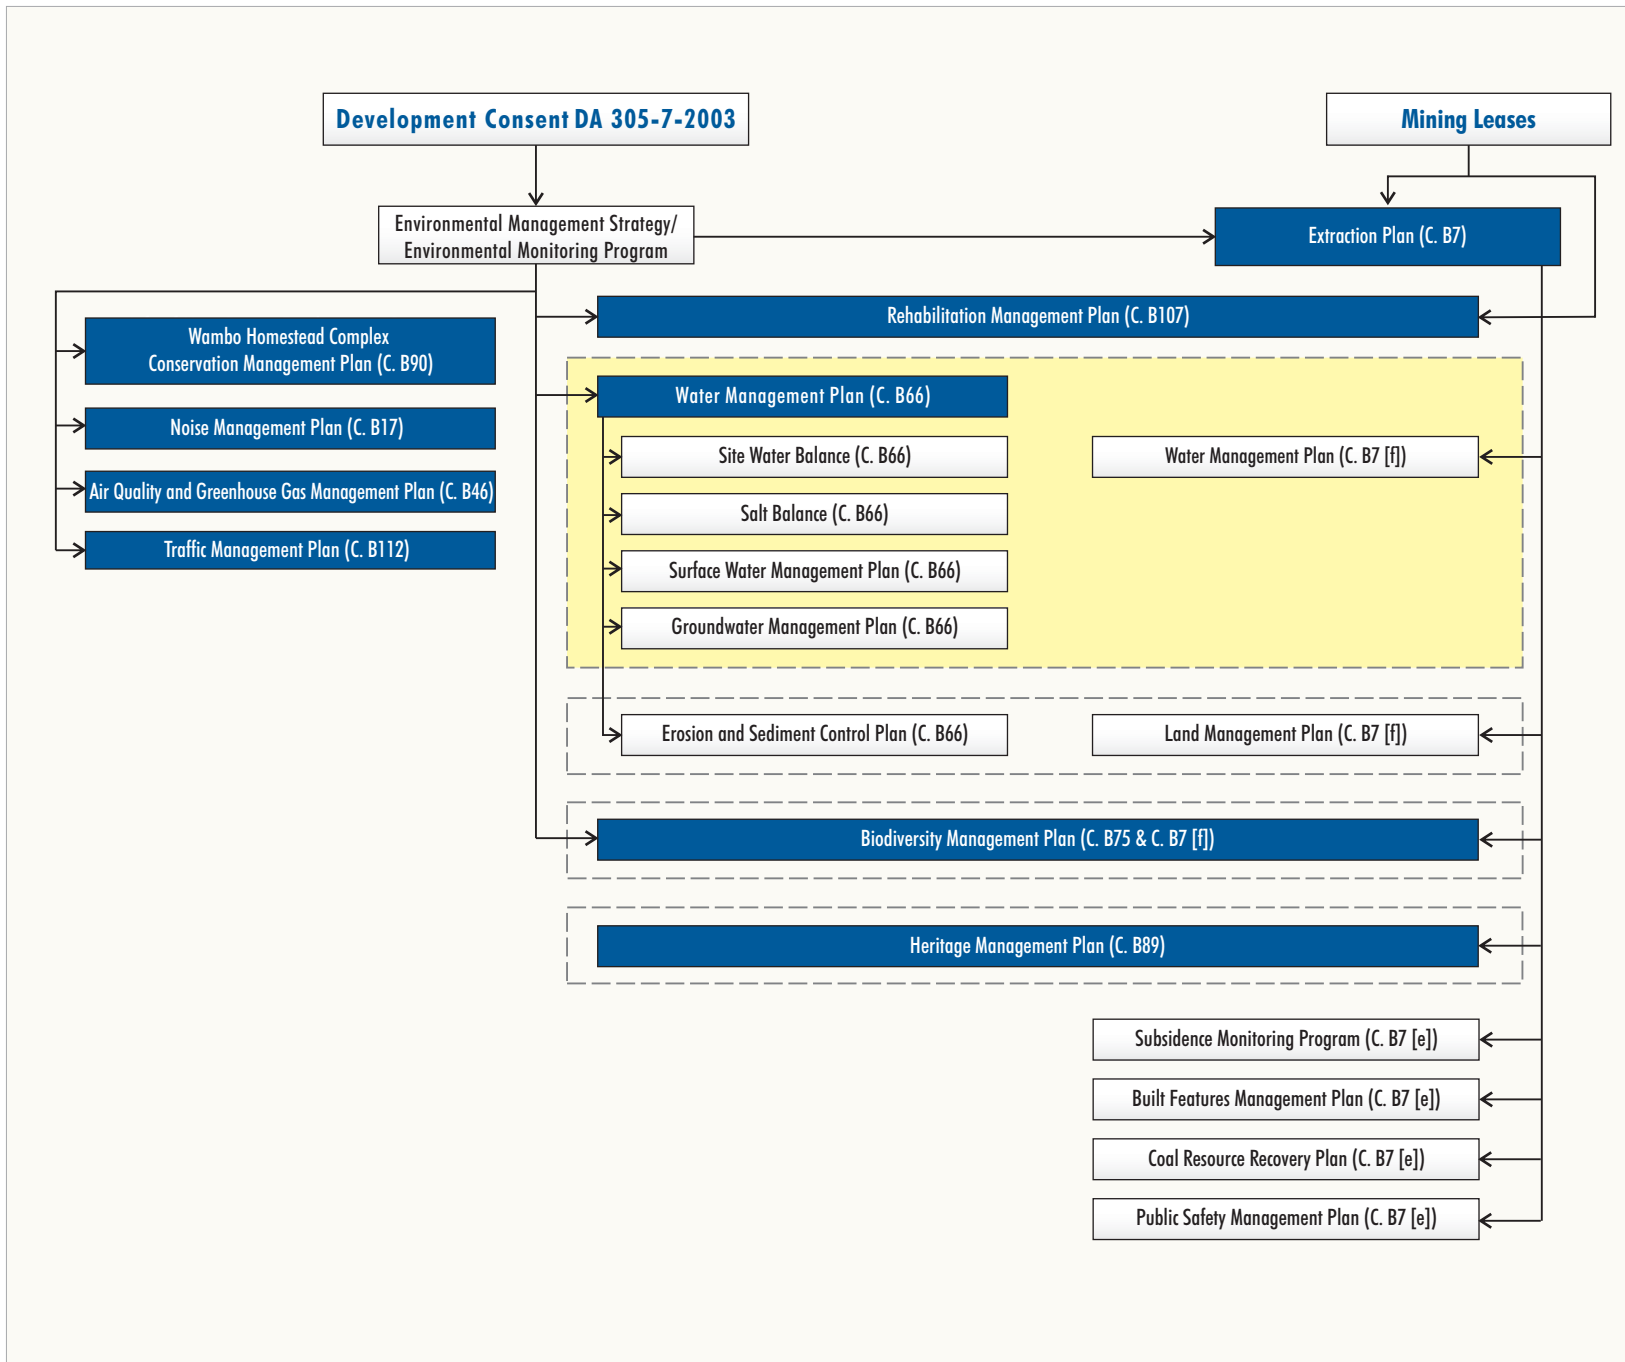 Development Consent DA 305-7-2003
Mining Leases
Environmental Management Strategy/
Environmental Monitoring Program
Extraction Plan (C. B7)
Rehabilitation Management Plan (C. B107)
Wambo Homestead Complex
Conservation Management Plan (C. B90)
Noise Management Plan (C. B17)
Air Quality and Greenhouse Gas Management Plan (C. B46)
Traffic Management Plan (C. B112)
Water Management Plan (C. B66)
Site Water Balance (C. B66)
Water Management Plan (C. B7 [f])
Salt Balance (C. B66)
Surface Water Management Plan (C. B66)
Groundwater Management Plan (C. B66)
Erosion and Sediment Control Plan (C. B66)
Land Management Plan (C. B7 [f])
Biodiversity Management Plan (C. B75 & C. B7 [f])
Heritage Management Plan (C. B89)
Subsidence Monitoring Program (C. B7 [e])
Built Features Management Plan (C. B7 [e])
Coal Resource Recovery Plan (C. B7 [e])
Public Safety Management Plan (C. B7 [e])